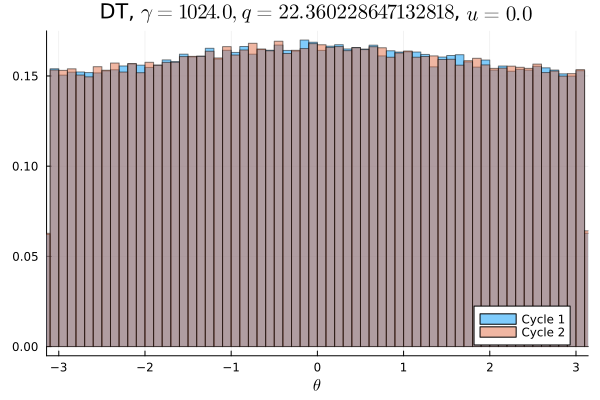 DT, γ = 1024.0, q = 22.360228647132818, u = 0.0
0.15
0.10
0.05
0.00
−3
−2
−1
0
1
2
3
θ
Cycle 1
Cycle 2